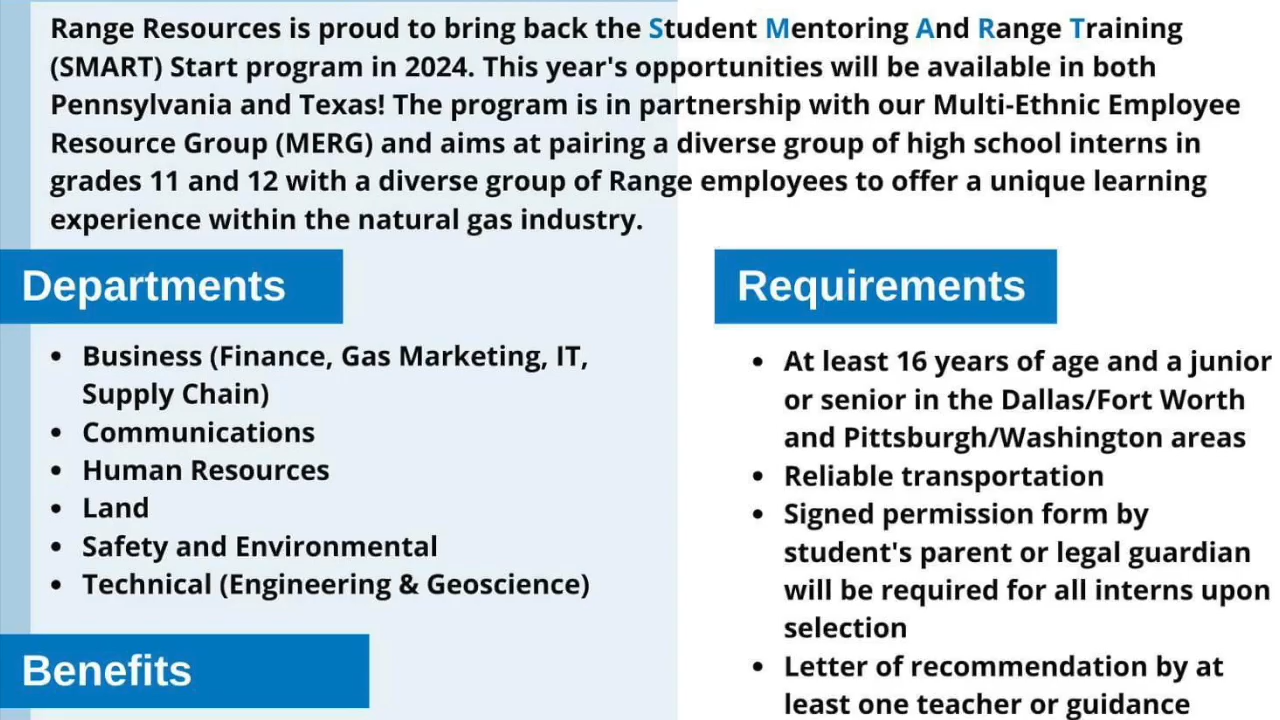 Range Resources is proud to bring back the Student Mentoring And Range Training
(SMART) Start program in 2024. This year's opportunities will be available in both
Pennsylvania and Texas! The program is in partnership with our Multi-Ethnic Employee
Resource Group (MERG) and aims at pairing a diverse group of high school interns in
grades 11 and 12 with a diverse group of Range employees to offer a unique learning
experience within the natural gas industry.
Departments
• Business (Finance, Gas Marketing, IT,
Supply Chain)
• Communications
• Human Resources
• Land
• Safety and Environmental
• Technical (Engineering & Geoscience)
Benefits
Requirements
• At least 16 years of age and a junior
or senior in the Dallas/Fort Worth
and Pittsburgh/Washington areas
• Reliable transportation
• Signed permission form by
student's parent or legal guardian
will be required for all interns upon
selection
• Letter of recommendation by at
least one teacher or guidance